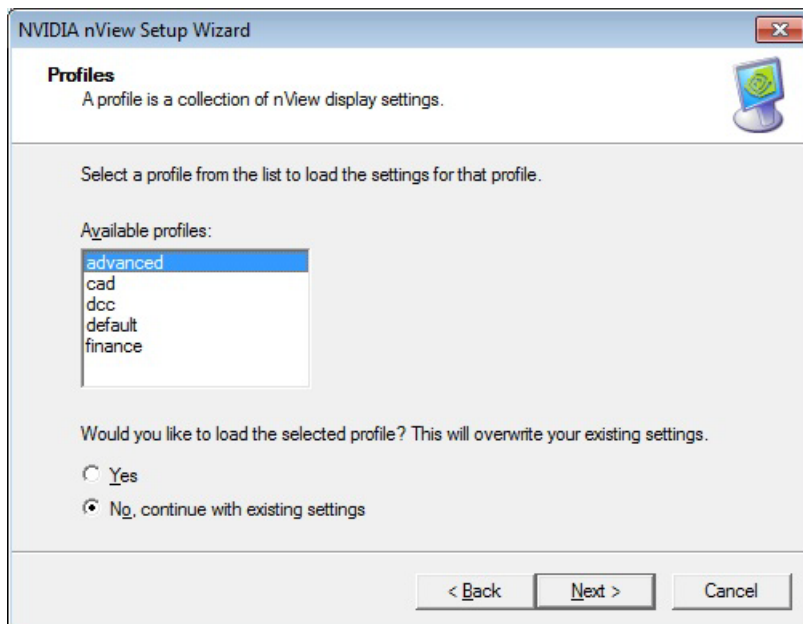 NVIDIA nView Setup Wizard
Profiles
A profile is a collection of nView display settings.
Select a profile from the list to load the settings for that profile.
Available profiles:
advanced
cad
dcc
default
finance
Would you like to load the selected profile? This will overwrite your existing settings.
Yes
No, continue with existing settings
< Back Next > Cancel